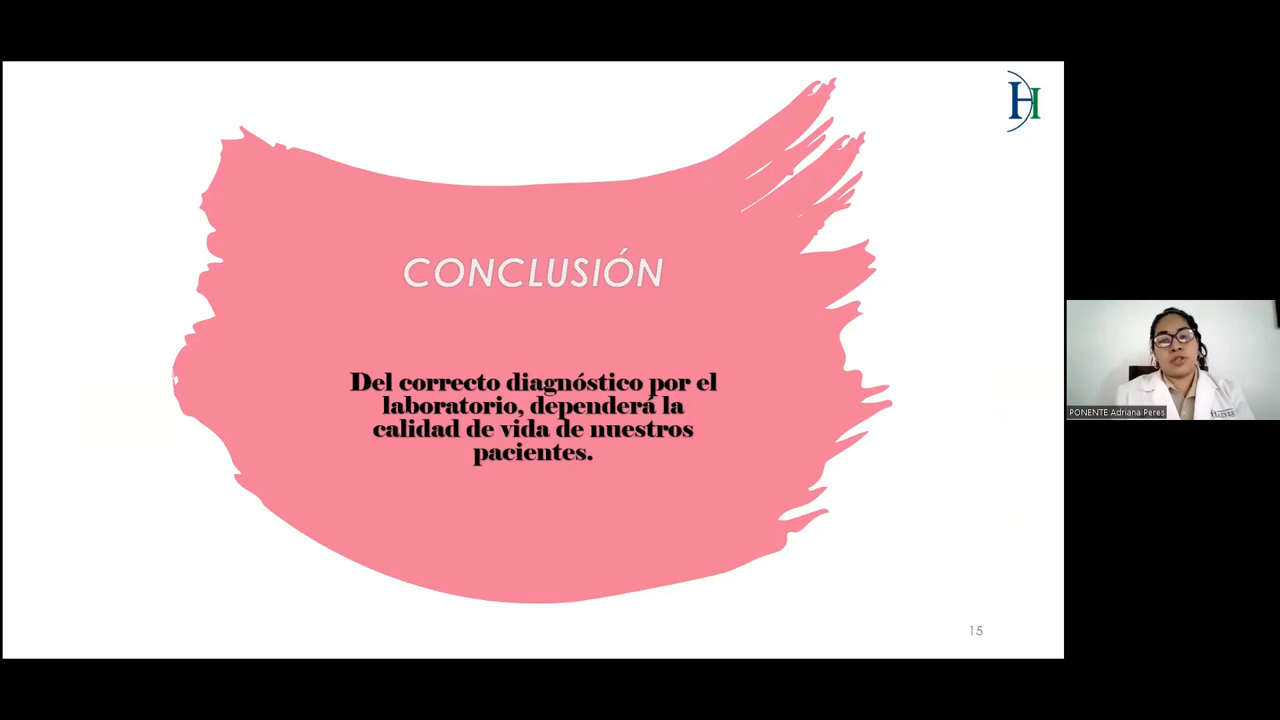 H
CONCLUSIÓN
Del correcto diagnóstico por el
laboratorio, dependerá la
calidad de vida de nuestros
pacientes.
15
PONENTE Adriana Peres